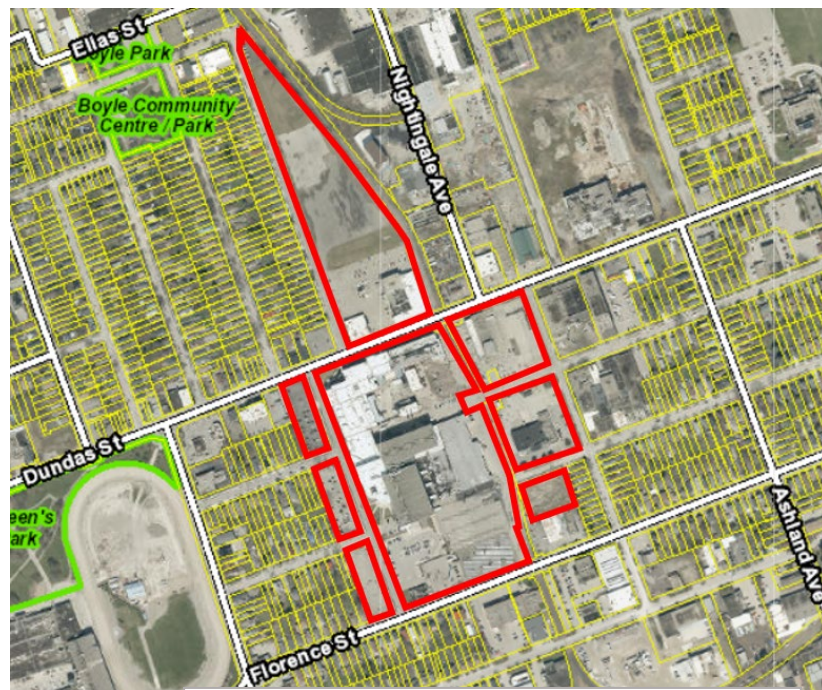 Ellas St
oyle Park
Boyle Community
Centre / Park
Nightingale Ave
Dundas St
een's
ark
Ashland Ave
Florence St